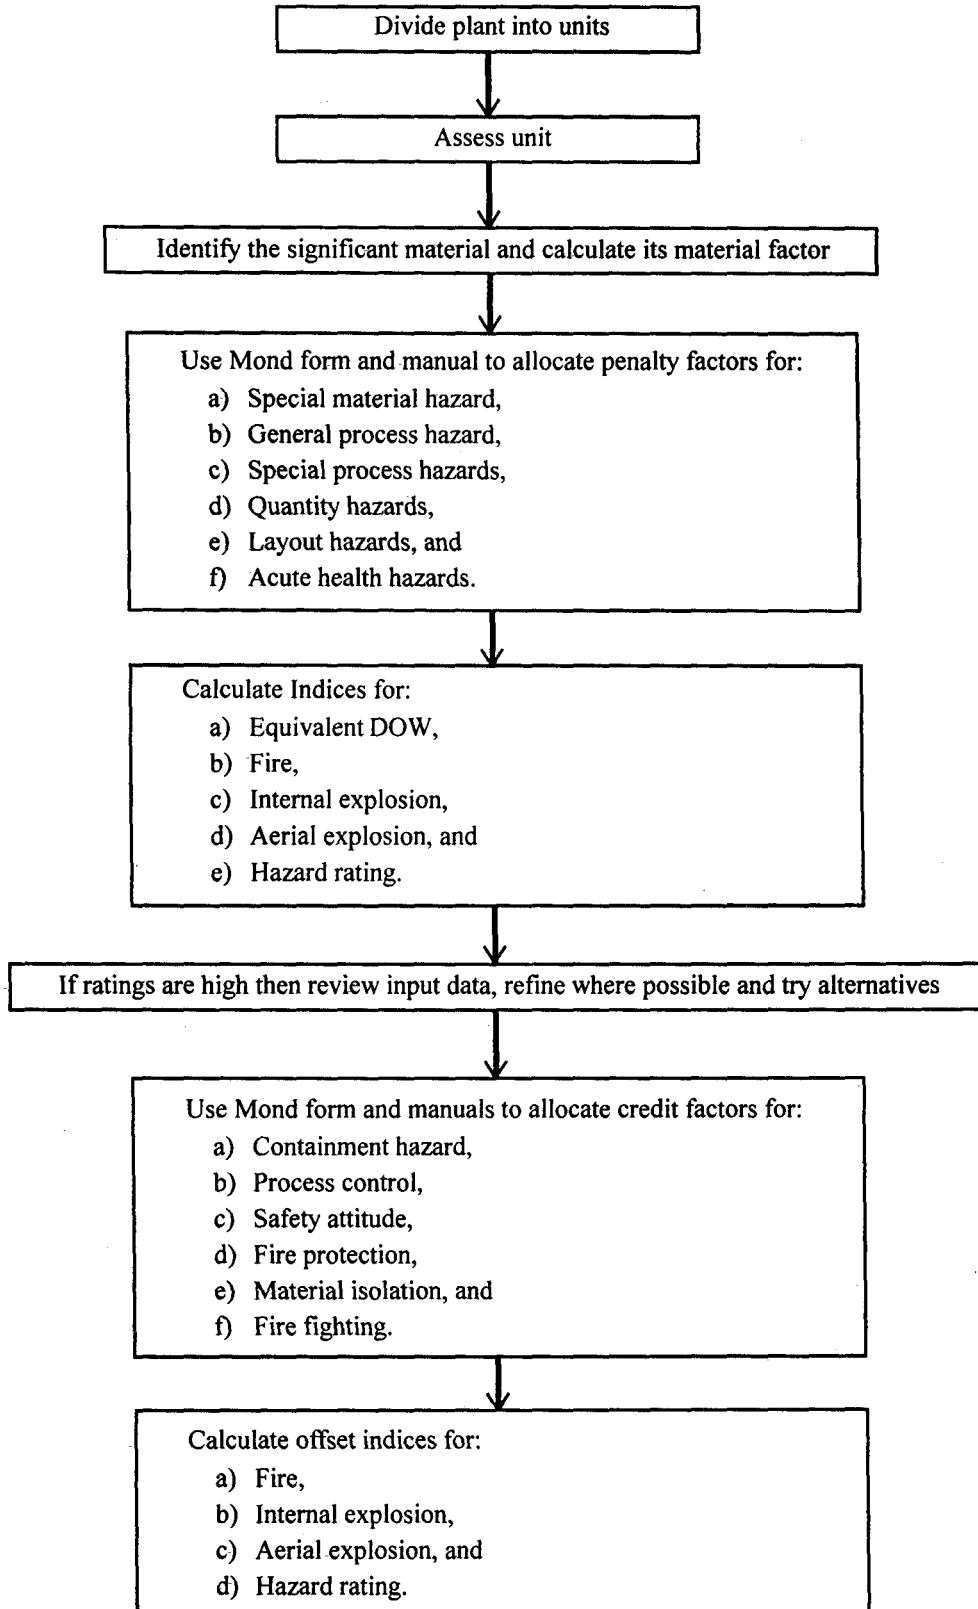 Divide plant into units
Assess unit
Identify the significant material and calculate its material factor
Use Mond form and manual to allocate penalty factors for:
a) Special material hazard,
b) General process hazard,
c) Special process hazards,
d) Quantity hazards,
e) Layout hazards, and
f) Acute health hazards.
Calculate Indices for:
a) Equivalent DOW,
b) Fire,
c) Internal explosion,
d) Aerial explosion, and
e) Hazard rating.
If ratings are high then review input data, refine where possible and try alternatives
Use Mond form and manuals to allocate credit factors for:
a) Containment hazard,
b) Process control,
c) Safety attitude,
d) Fire protection,
e) Material isolation, and
f) Fire fighting.
Calculate offset indices for:
a) Fire,
b) Internal explosion,
c) Aerial explosion, and
d) Hazard rating.